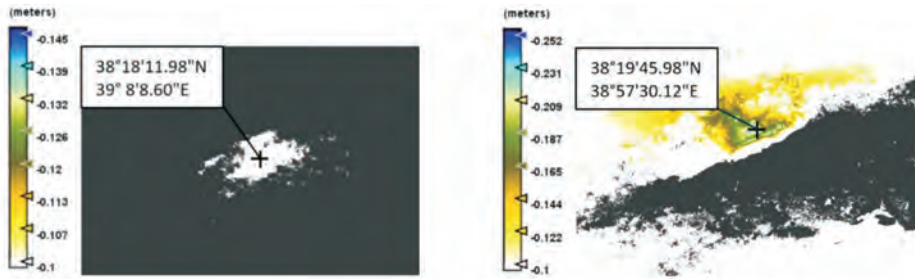 (meters)
-0.145
-0.139
-0.132
-0.126
-0.12
-0.113
-0.107
-0.1
38°18'11.98"N
39° 8'8.60"E
(meters)
-0.252
-0.231
-0.209
-0.187
-0.165
-0.144
-0.122
-0.1
38°19'45.98"N
38°57'30.12"E